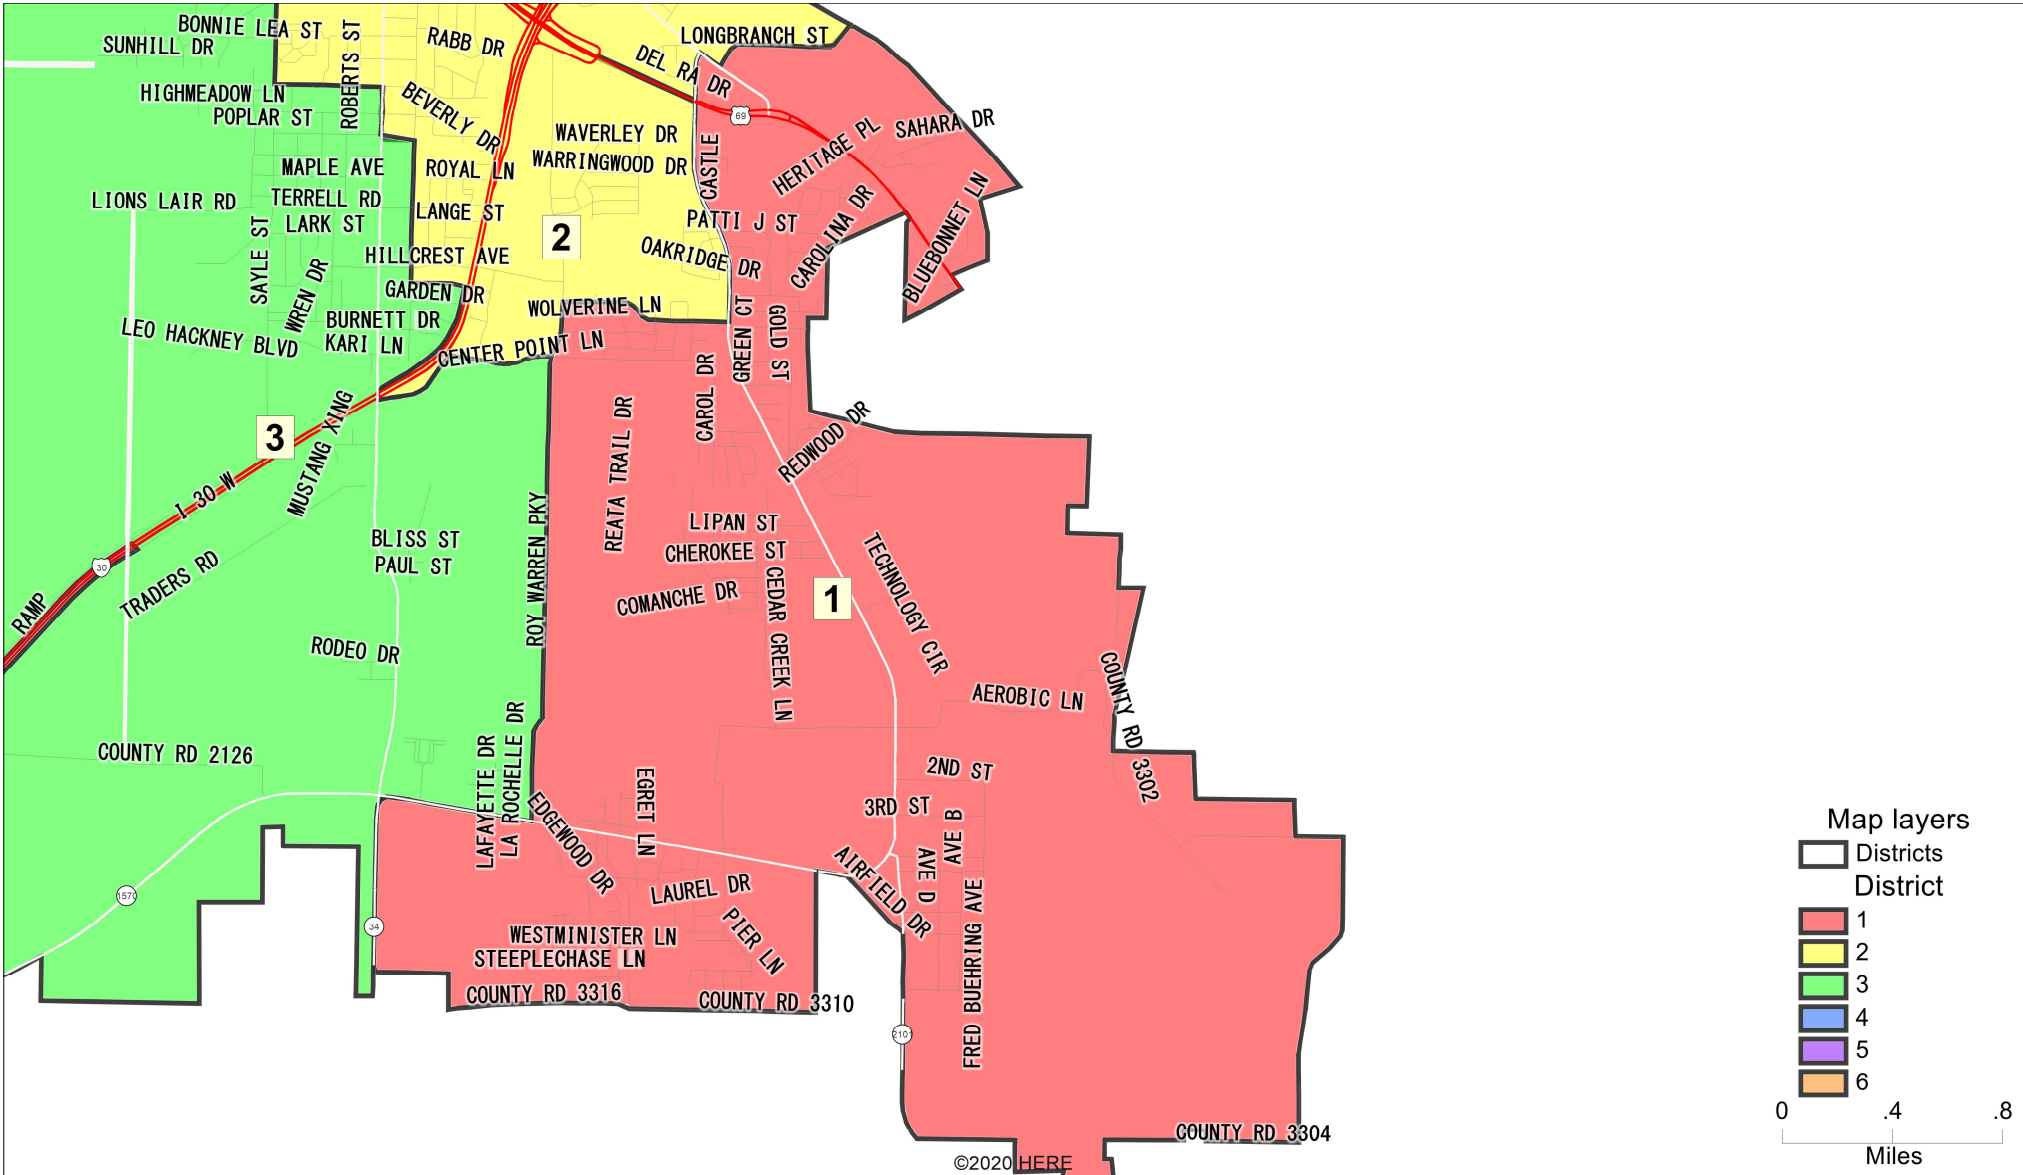 BONNIE LEA ST
SUNHILL DR
ROBERTS ST
RABB DR
LONGBRANCH ST
DEL RA DR
HIGHMEADOW LN
POPLAR ST
BEVERLY DR
69
WAVERLEY DR
WARRINGWOOD DR
CASTLE
HERITAGE PL
SAHARA DR
MAPLE AVE
ROYAL LN
LIONS LAIR RD
TERRELL RD
LARK ST
LANGE ST
2
PATTI J ST
CAROLINA DR
BLUEBONNET LN
SAYLE ST
WREN DR
HILLCREST AVE
OAKRIDGE DR
GARDEN DR
WOLVERINE LN
LEO HACKNEY BLVD
BURNETT DR
KARI LN
CENTER POINT LN
GREEN CT
GOLD ST
CAROL DR
3
MUSTANG XING
REATA TRAIL DR
REDWOOD DR
I 30 W
ROY WARREN PKY
LIPAN ST
CHEROKEE ST
BLISS ST
PAUL ST
30
RAMP
TRADERS RD
COMANCHE DR
CEDAR CREEK LN
1
TECHNOLOGY CIR
RODEO DR
AEROBIC LN
COUNTY RD 3302
COUNTY RD 2126
LAFAYETTE DR
LA ROCHELLE DR
EDGEWOOD DR
EGRET LN
2ND ST
3RD ST
AVE B
AVE D
AIRFIELD DR
LAUREL DR
PIER LN
FRED BUEHRING AVE
1570
34
WESTMINISTER LN
STEEPLECHASE LN
COUNTY RD 3316
COUNTY RD 3310
2101
COUNTY RD 3304
©2020 HERE
Map layers
Districts
District
1
2
3
4
5
6
0 .4 .8
Miles